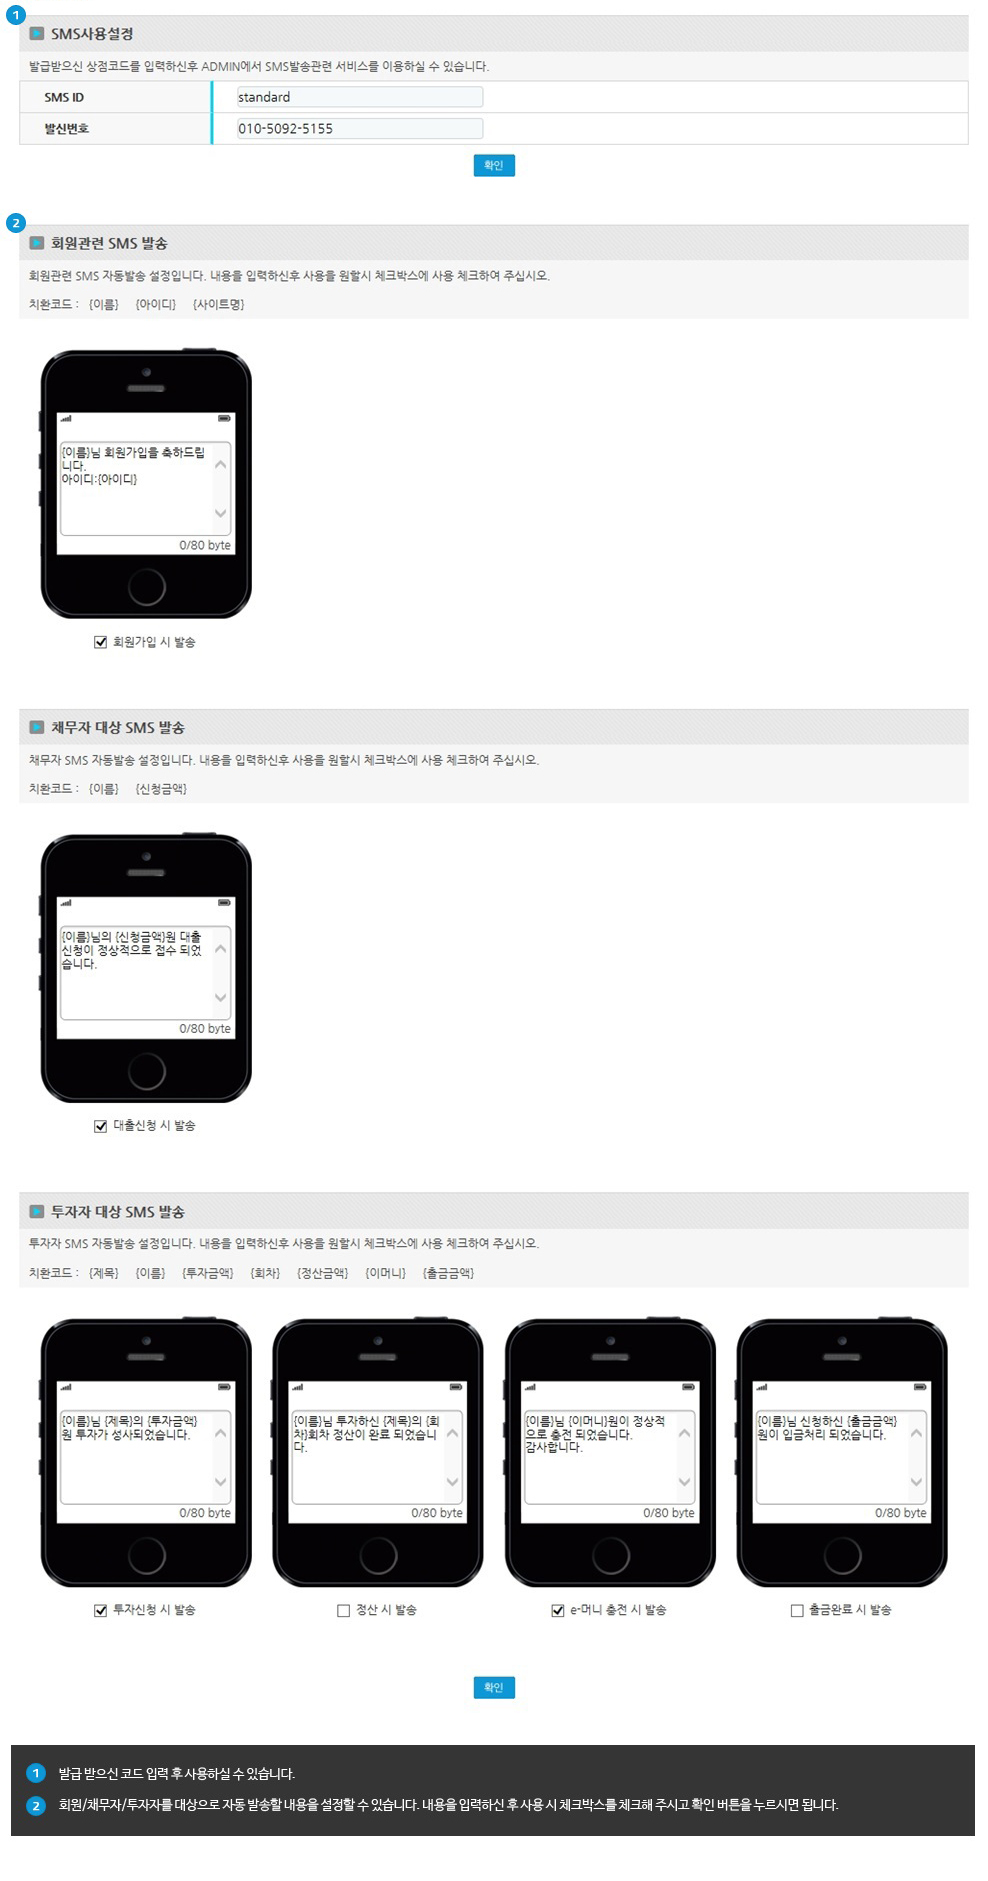 1
SMS사용설정
발급받으신 상점코드를 입력하신후 ADMIN에서 SMS발송관련 서비스를 이용하실 수 있습니다.
SMS ID standard
발신번호 010-5092-5155
확인
2
회원관련 SMS 발송
회원관련 SMS 자동발송 설정입니다. 내용을 입력하신후 사용을 원할시 체크박스에 사용 체크하여 주십시오.
치환코드 : {이름} {아이디} {사이트명}
{이름}님 회원가입을 축하드립
니다.
아이디:{아이디}
0/80 byte
회원가입 시 발송
채무자 대상 SMS 발송
채무자 SMS 자동발송 설정입니다. 내용을 입력하신후 사용을 원할시 체크박스에 사용 체크하여 주십시오.
치환코드 : {이름} {신청금액}
{이름}님의 {신청금액}원 대출
신청이 정상적으로 접수 되었
습니다.
0/80 byte
대출신청 시 발송
투자자 대상 SMS 발송
투자자 SMS 자동발송 설정입니다. 내용을 입력하신후 사용을 원할시 체크박스에 사용 체크하여 주십시오.
치환코드 : {제목} {이름} {투자금액} {회차} {정산금액} {이머니} {출금금액}
{이름}님 {제목}의 {투자금액}
원 투자가 성사되었습니다.
0/80 byte
투자신청 시 발송
{이름}님 투자하신 {제목}의 {회
차}회차 정산이 완료 되었습니
다.
0/80 byte
정산 시 발송
{이름}님 {이머니}원이 정상적
으로 충전 되었습니다.
감사합니다.
0/80 byte
e-머니 충전 시 발송
{이름}님 신청하신 {출금금액}
원이 입금처리 되었습니다.
0/80 byte
출금완료 시 발송
확인
1 발급 받으신 코드 입력 후 사용하실 수 있습니다.
2 회원/채무자/투자자를 대상으로 자동 발송할 내용을 설정할 수 있습니다. 내용을 입력하신 후 사용 시 체크박스를 체크해 주시고 확인 버튼을 누르시면 됩니다.